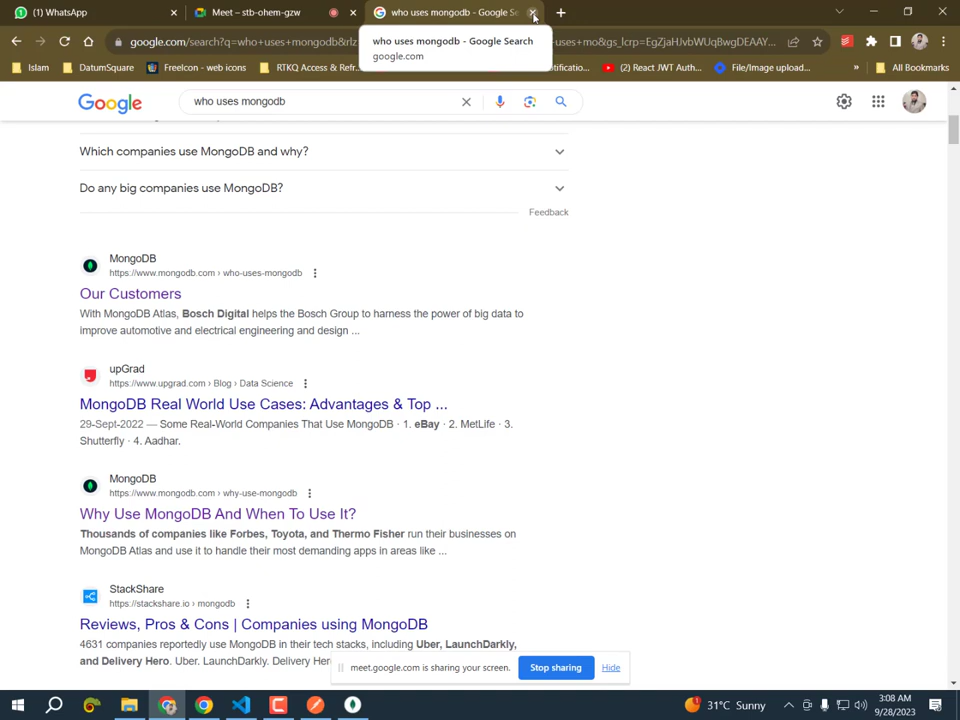 (1) WhatsApp
Meet – stb-ohem-gzw
who uses mongodb - Google Se
google.com/search?q=who+uses+mongodb&rlz
uses+mo&gs_lcrp=EgZjaHJvbWUqDggAEEUYJxg7GIAEGIoFMg4IAAY...
who uses mongodb - Google Search
google.com
Islam
DatumSquare
FreeIcon - web icons
RTKQ Access & Refr...
otificatio...
(2) React JWT Auth...
File/Image upload...
»
All Bookmarks
Google
who uses mongodb
Which companies use MongoDB and why?
Do any big companies use MongoDB?
Feedback
MongoDB
https://www.mongodb.com › who-uses-mongodb
Our Customers
With MongoDB Atlas, Bosch Digital helps the Bosch Group to harness the power of big data to
improve automotive and electrical engineering and design ...
upGrad
https://www.upgrad.com › Blog › Data Science
MongoDB Real World Use Cases: Advantages & Top ...
29-Sept-2022 — Some Real-World Companies That Use MongoDB · 1. eBay · 2. MetLife · 3.
Shutterfly · 4. Aadhar.
MongoDB
https://www.mongodb.com › why-use-mongodb
Why Use MongoDB And When To Use It?
Thousands of companies like Forbes, Toyota, and Thermo Fisher run their businesses on
MongoDB Atlas and use it to handle their most demanding apps in areas like ...
StackShare
https://stackshare.io › mongodb
Reviews, Pros & Cons | Companies using MongoDB
4631 companies reportedly use MongoDB in their tech stacks, including Uber, LaunchDarkly,
and Delivery Hero. Uber. LaunchDarkly. Delivery Her
meet.google.com is sharing your screen.
Stop sharing
Hide
31°C Sunny
3:08 AM
9/28/2023